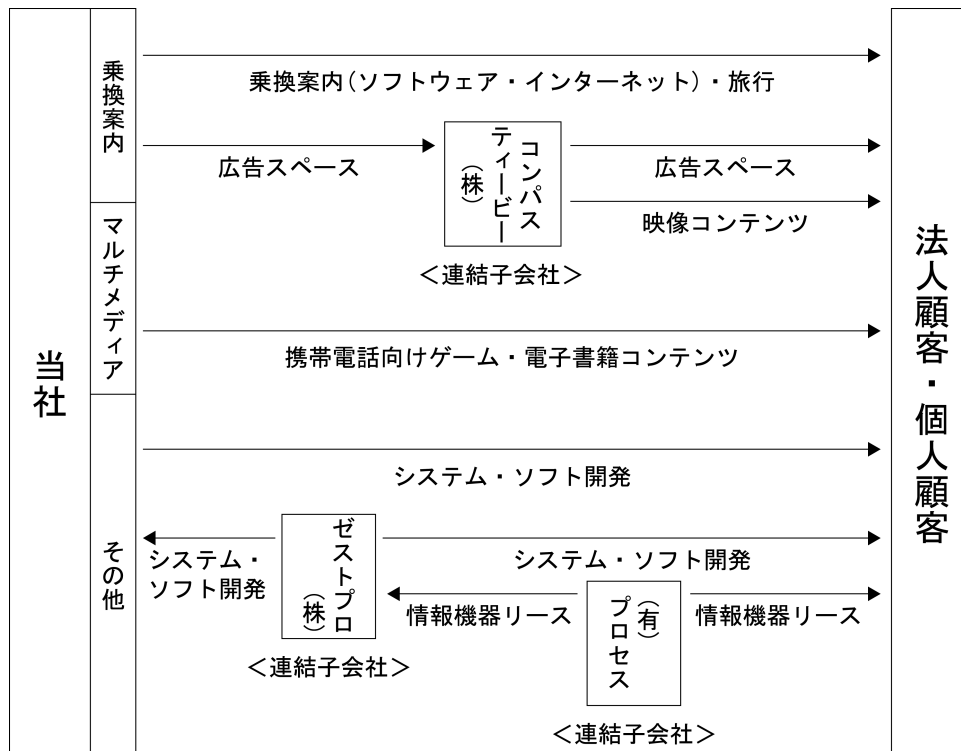 当社
乗換案内
マルチメディア
その他
乗換案内(ソフトウェア・インターネット)・旅行
広告スペース
コンパス
ティービー
(株)
<連結子会社>
広告スペース
映像コンテンツ
携帯電話向けゲーム・電子書籍コンテンツ
システム・ソフト開発
システム・
ソフト開発
ゼストプロ
(株)
<連結子会社>
システム・ソフト開発
情報機器リース
(有)
プロセス
<連結子会社>
情報機器リース
法人顧客・個人顧客